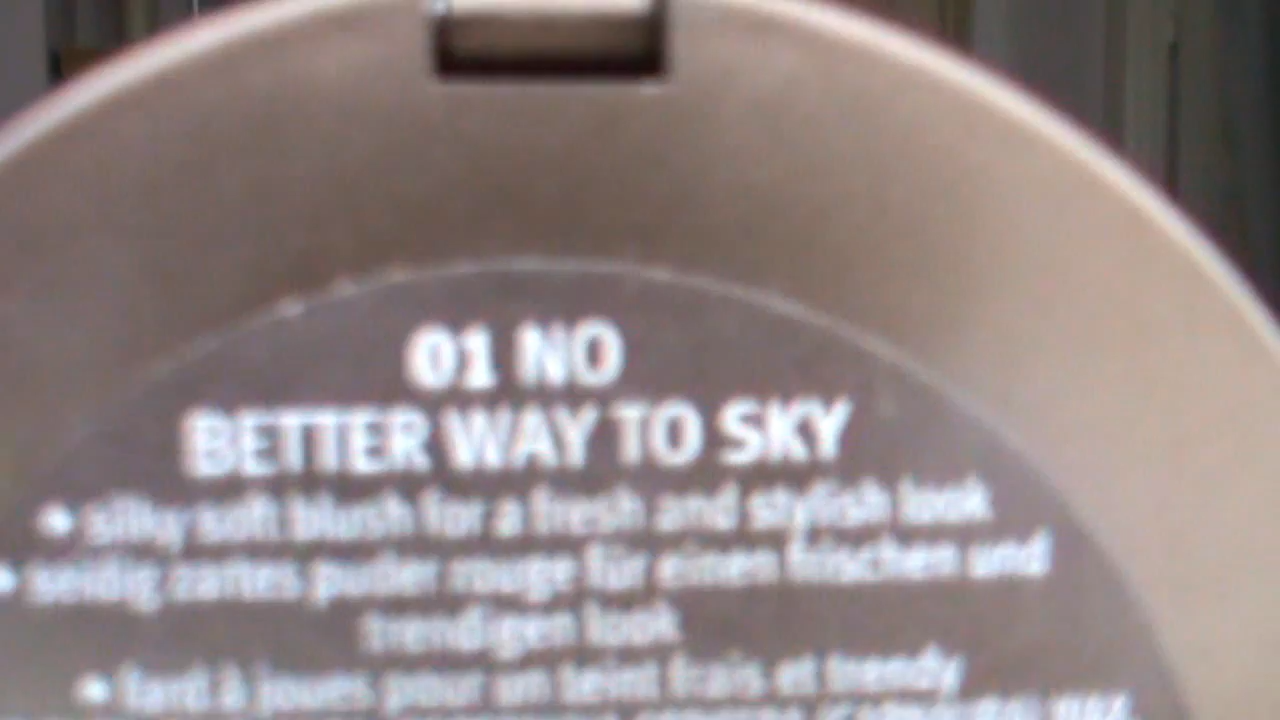 01 NO
BETTER WAY TO SKY
• silky soft blush for a fresh and stylish look
• seidig zartes puder rouge für einen frischen und
trendigen look
• fard à joues pour un teint frais et trendy